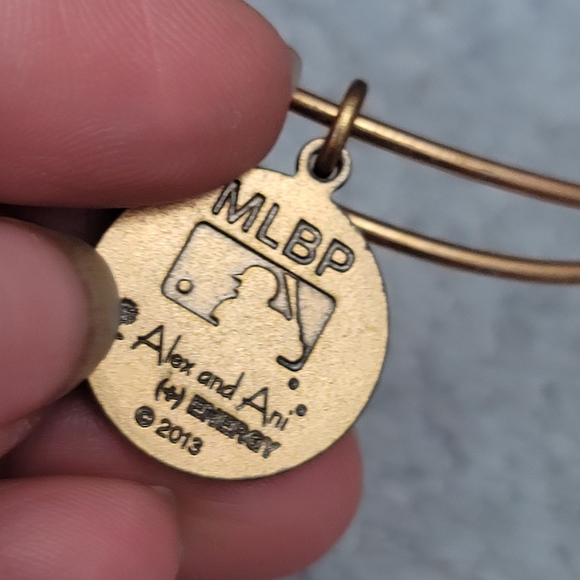 MLBP
Alex and Ani®
(+) ENERGY
© 2013